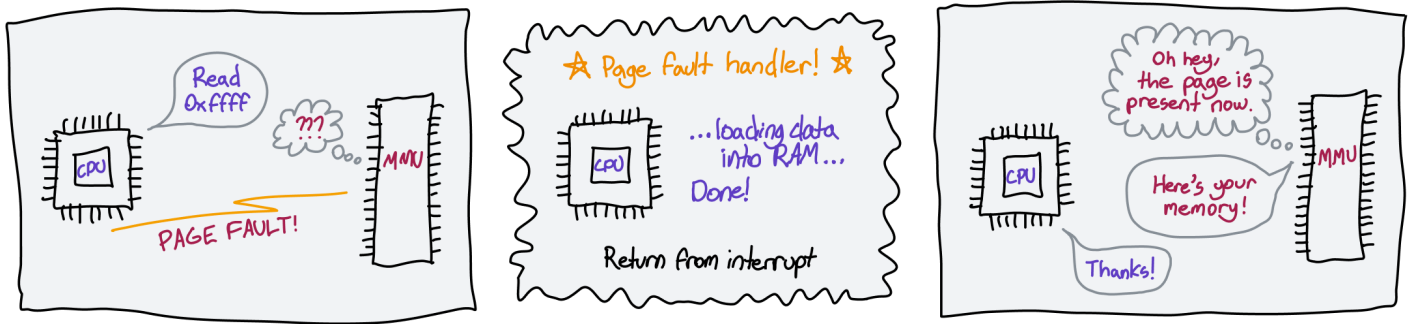 Read
0xffff
CPU
???
MMU
PAGE FAULT!
Page fault handler!
CPU
...loading data
into RAM...
Done!
Return from interrupt
Oh hey,
the page is
present now.
CPU
MMU
Here's your
memory!
Thanks!